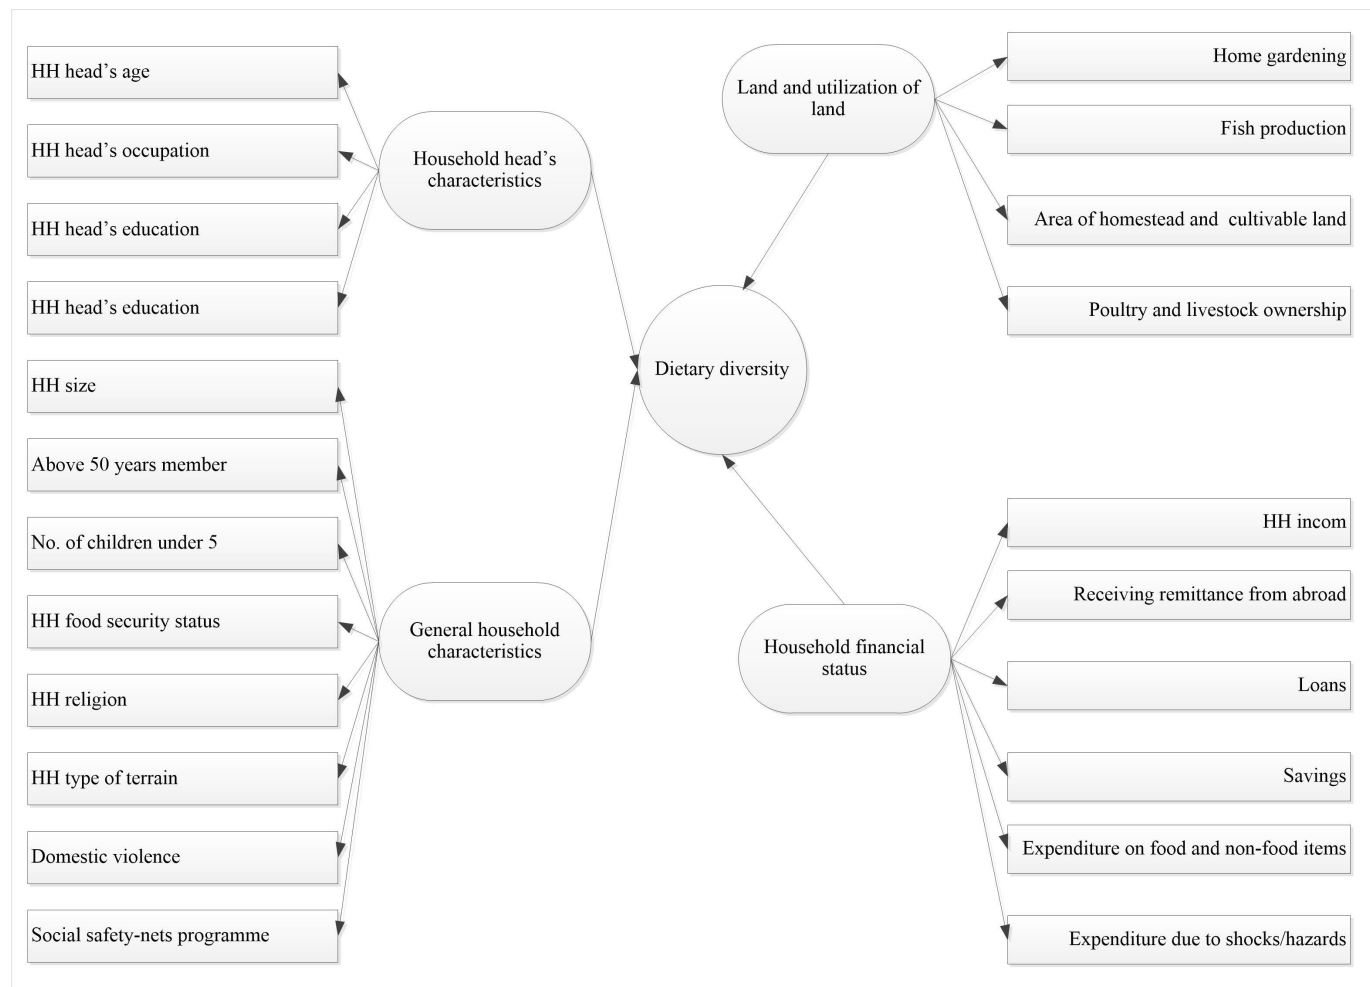 HH head’s age
HH head’s occupation
HH head’s education
HH head’s education
HH size
Above 50 years member
No. of children under 5
HH food security status
HH religion
HH type of terrain
Domestic violence
Social safety-nets programme
Household head’s
characteristics
General household
characteristics
Dietary diversity
Land and utilization of
land
Household financial
status
Home gardening
Fish production
Area of homestead and  cultivable land
Poultry and livestock ownership
HH incom
Receiving remittance from abroad
Loans
Savings
Expenditure on food and non-food items
Expenditure due to shocks/hazards